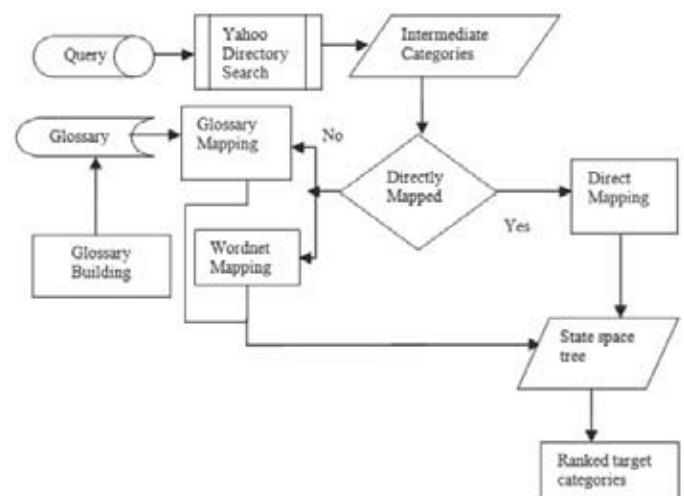 Query
Yahoo
Directory
Search
Intermediate
Categories
Glossary
Glossary
Mapping
No
Directly
Mapped
Direct
Mapping
Yes
Glossary
Building
Wordnet
Mapping
State space
tree
Ranked target
categories